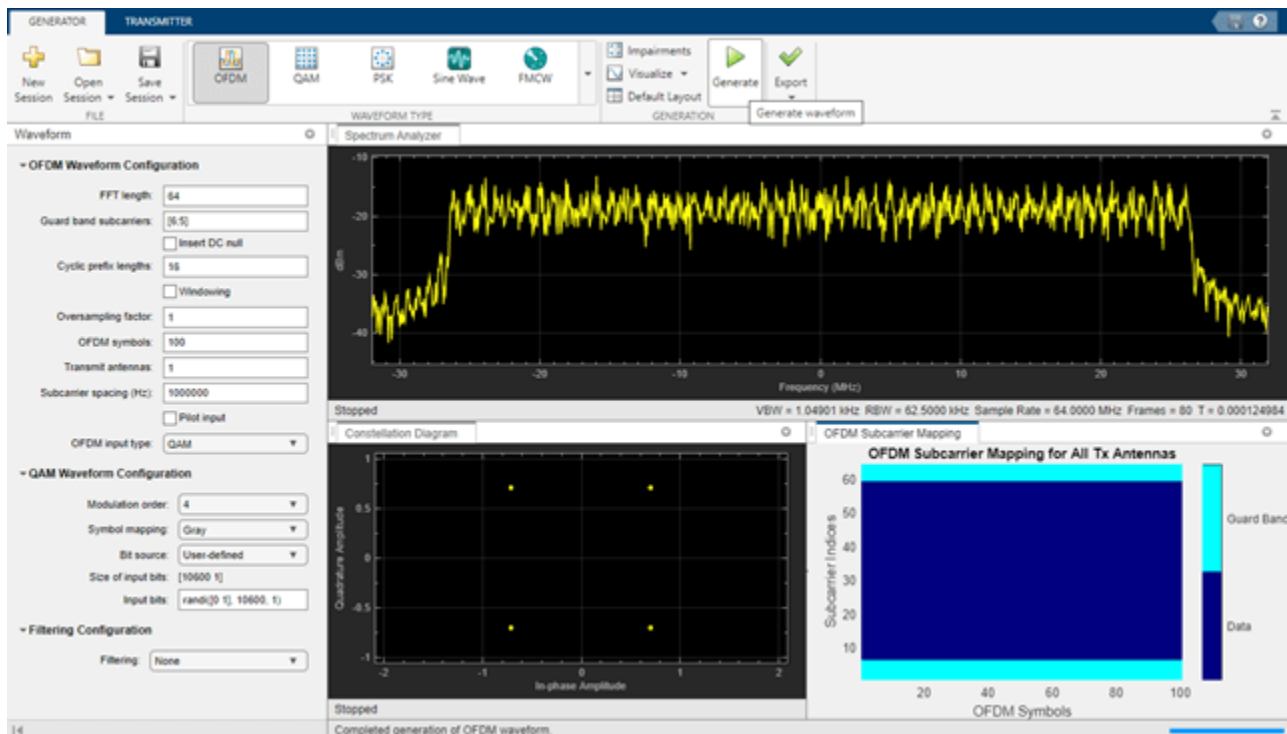 GENERATOR TRANSMITTER
New Session
Open Session
Save Session
FILE
OFDM QAM PSK Sine Wave FMCW
WAVEFORM TYPE
Impairments
Visualize
Default Layout
Generate
Export
GENERATION
Generate waveform
Waveform
OFDM Waveform Configuration
FFT length: 64
Guard band subcarriers: [6;5]
Insert DC null
Cyclic prefix lengths: 16
Windowing
Oversampling factor: 1
OFDM symbols: 100
Transmit antennas: 1
Subcarrier spacing (Hz): 1000000
Pilot input
OFDM input type: QAM
QAM Waveform Configuration
Modulation order: 4
Symbol mapping: Gray
Bit source: User-defined
Size of input bits: [10600 1]
Input bits: randi([0 1], 10600, 1)
Filtering Configuration
Filtering: None
Spectrum Analyzer
-10
-20
-30
-40
dBm
-30 -20 -10 0 10 20 30
Frequency (MHz)
Stopped
VBW = 1.04901 kHz RBW = 62.5000 kHz Sample Rate = 64.0000 MHz Frames = 80 T = 0.000124984
Constellation Diagram
1
0.5
0
-0.5
-1
Quadrature Amplitude
-2 -1 0 1 2
In-phase Amplitude
Stopped
OFDM Subcarrier Mapping
OFDM Subcarrier Mapping for All Tx Antennas
60
50
40
30
20
10
Subcarrier Indices
20 40 60 80 100
OFDM Symbols
Guard Band
Data
Completed generation of OFDM waveform.